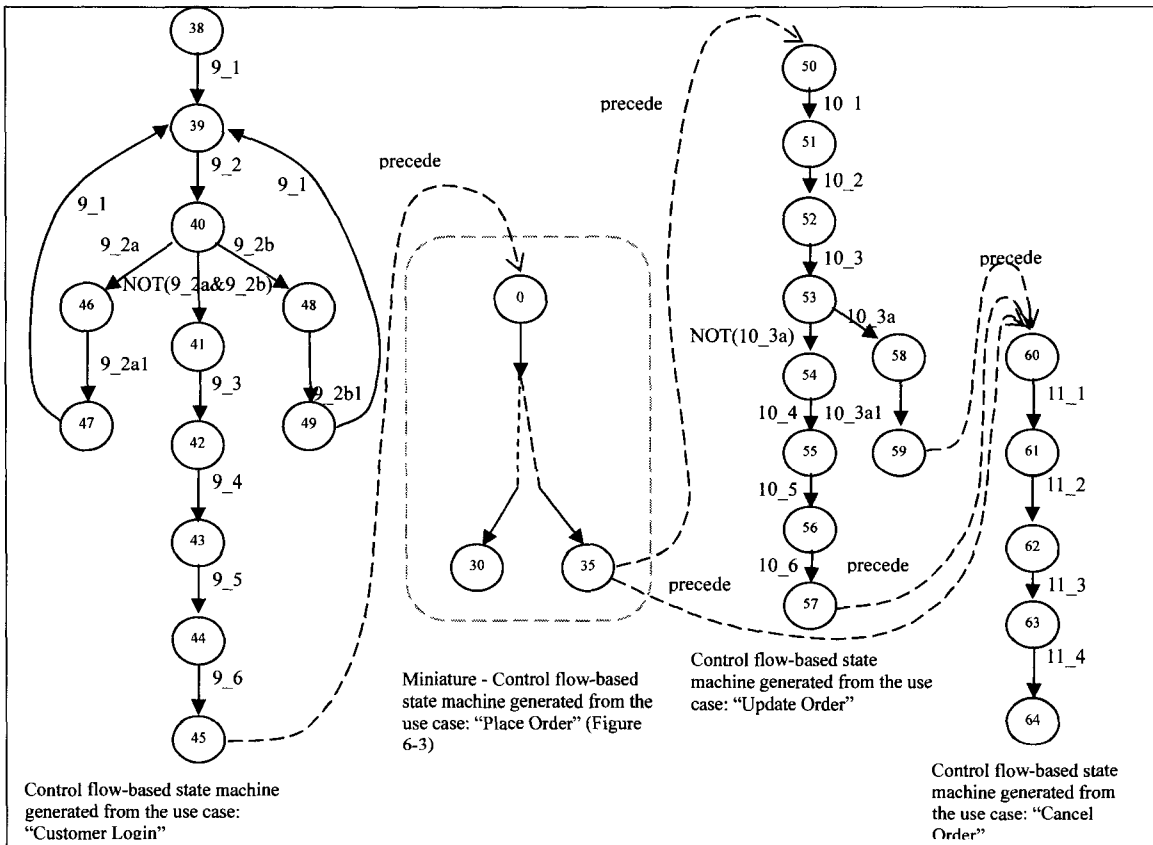 38
9_1
39
9_2
9_1
9_1
40
9_2a
9_2b
NOT(9_2a&9_2b)
46
48
41
9_2a1
9_3
9_2b1
47
49
42
9_4
43
9_5
44
9_6
45
Control flow-based state machine
generated from the use case:
"Customer Login"
precede
0
30
35
Miniature - Control flow-based
state machine generated from the
use case: "Place Order" (Figure
6-3)
precede
precede
50
10_1
51
10_2
52
10_3
53
10_3a
NOT(10_3a)
58
54
10_4
10_3a1
55
59
10_5
56
10_6
precede
57
Control flow-based state
machine generated from the use
case: "Update Order"
precede
60
11_1
61
11_2
62
11_3
63
11_4
64
Control flow-based state
machine generated from
the use case: "Cancel
Order"